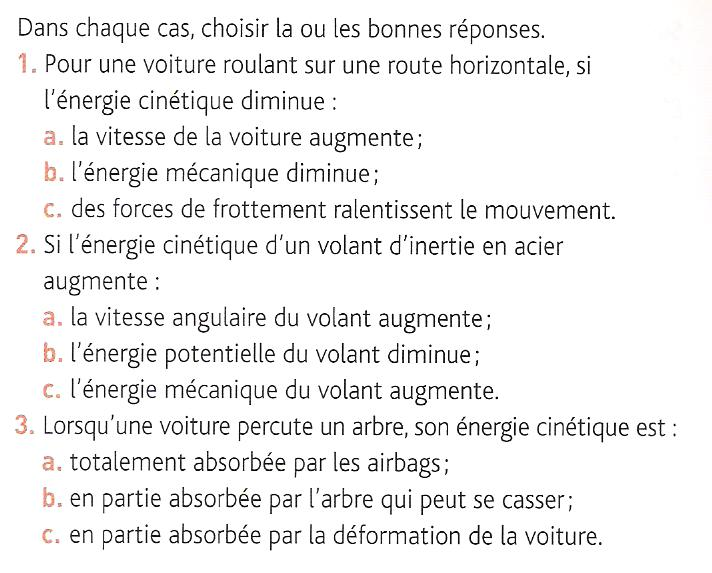 Dans chaque cas, choisir la ou les bonnes réponses.
1. Pour une voiture roulant sur une route horizontale, si
l'énergie cinétique diminue :
a. la vitesse de la voiture augmente;
b. l'énergie mécanique diminue;
c. des forces de frottement ralentissent le mouvement.
2. Si l'énergie cinétique d'un volant d'inertie en acier
augmente :
a. la vitesse angulaire du volant augmente;
b. l'énergie potentielle du volant diminue;
c. l'énergie mécanique du volant augmente.
3. Lorsqu'une voiture percute un arbre, son énergie cinétique est :
a. totalement absorbée par les airbags;
b. en partie absorbée par l'arbre qui peut se casser;
c. en partie absorbée par la déformation de la voiture.